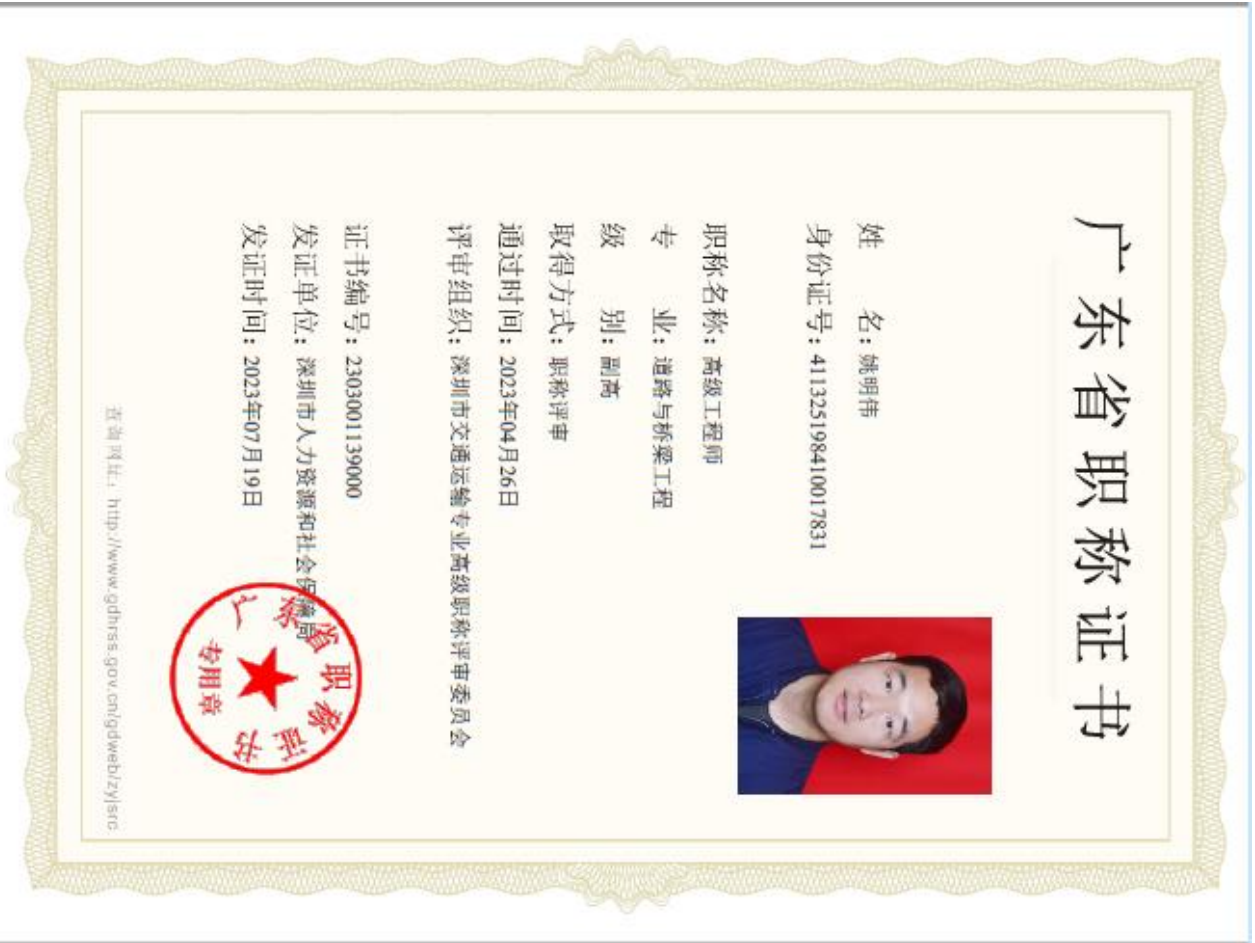 广东省职称证书
姓 名：姚明伟
身份证号：411325198410017831
职称名称：高级工程师
专 业：道路与桥梁工程
级 别：副高
取得方式：职称评审
通过时间：2023年04月26日
评审组织：深圳市交通运输专业高级职称评审委员会
证书编号：2303001139000
发证单位：深圳市人力资源和社会保障局
发证时间：2023年07月19日
广东省职称证书
专用章
查询网址：http://www.gdhrss.gov.cn/gdweb/zyjsrc